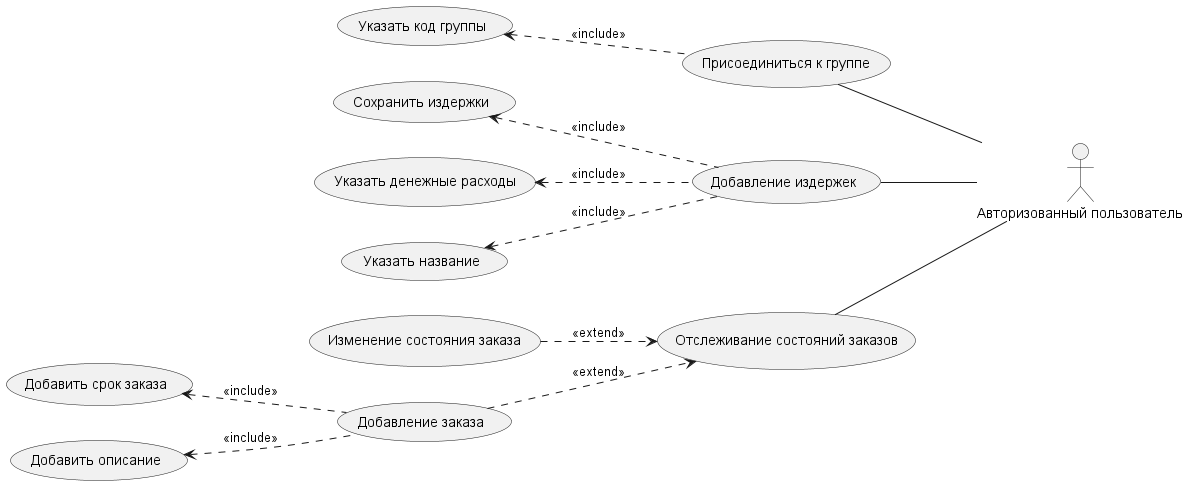 Указать код группы
«include»
Присоединиться к группе
Сохранить издержки
«include»
Указать денежные расходы
«include»
Добавление издержек
«include»
Указать название
Авторизованный пользователь
Изменение состояния заказа
«extend»
Отслеживание состояний заказов
«extend»
Добавить срок заказа
«include»
Добавление заказа
«include»
Добавить описание